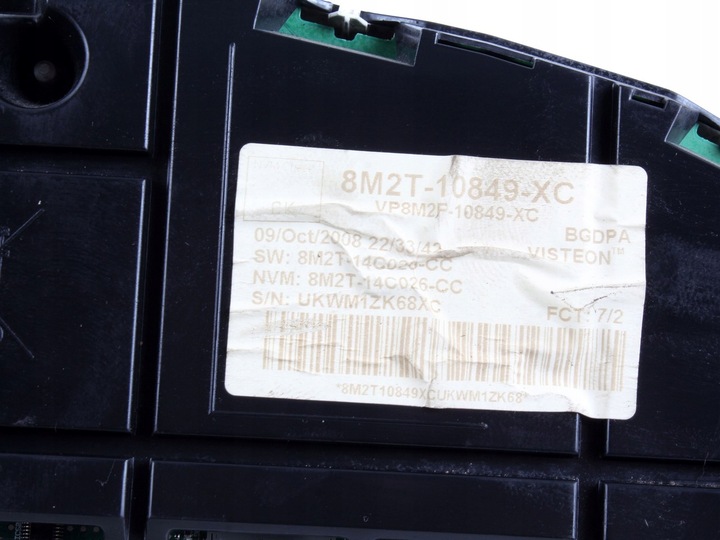 8M2T-10849-XC
VP8M2F-10849-XC
BGDPA
09/Oct/2008 22/33/43
VISTEON™
SW: 8M2T-14C026-CC
NVM: 8M2T-14C026-CC
S/N: UKWM1ZK68XC
FCT: 7/2
*8M2T10849XCUKWM1ZK68*